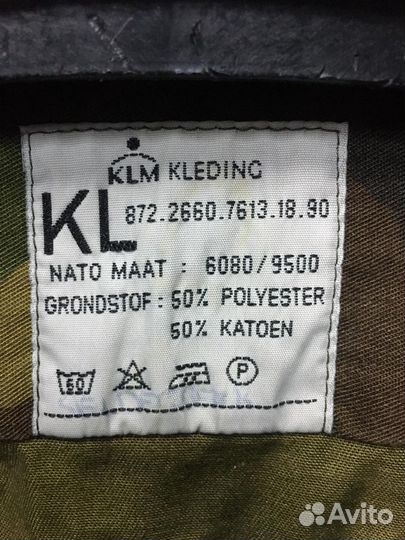 KLM KLEDING
KL 872.2660.7613.18.90
NATO MAAT : 6080/9500
GRONDSTOF : 50% POLYESTER
50% KATOEN
60 P
Avito